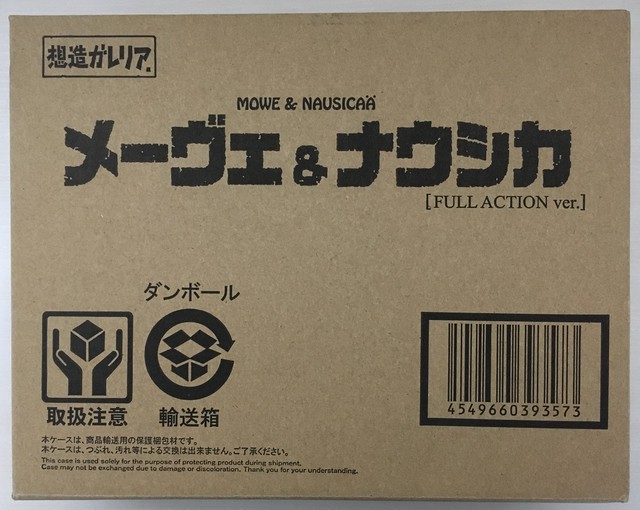 想造ガレリア.
MOWE & NAUSICAÄ
メーヴェ&ナウシカ
[FULL ACTION ver.]
ダンボール
取扱注意
輸送箱
4549660393573
本ケースは、商品輸送用の保護梱包材です。
本ケースは、つぶれ、汚れ等による交換は出来ません。ご了承ください。
This case is used solely for the purpose of protecting product during shipment.
Case may not be exchanged due to damage or discoloration. Thank you for your understanding.